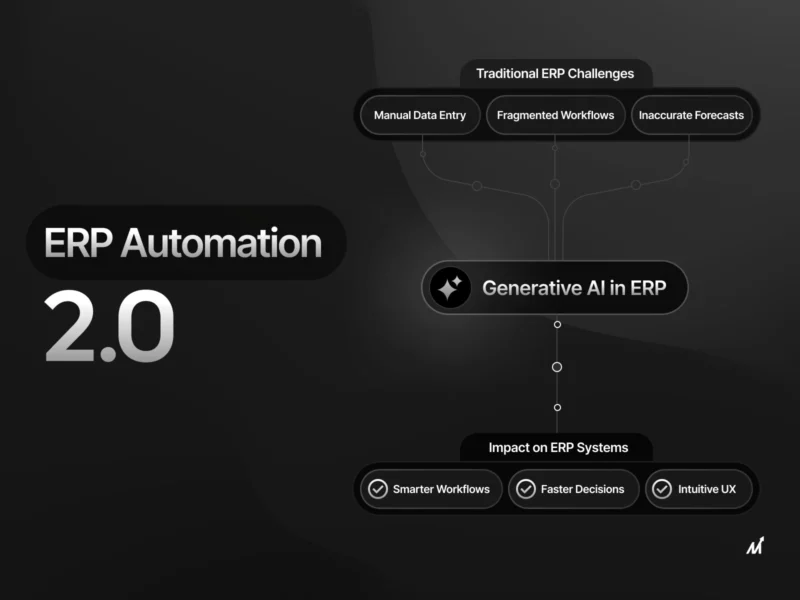 ERP Automation
2.0
Traditional ERP Challenges
Manual Data Entry
Fragmented Workflows
Inaccurate Forecasts
Generative AI in ERP
Impact on ERP Systems
Smarter Workflows
Faster Decisions
Intuitive UX